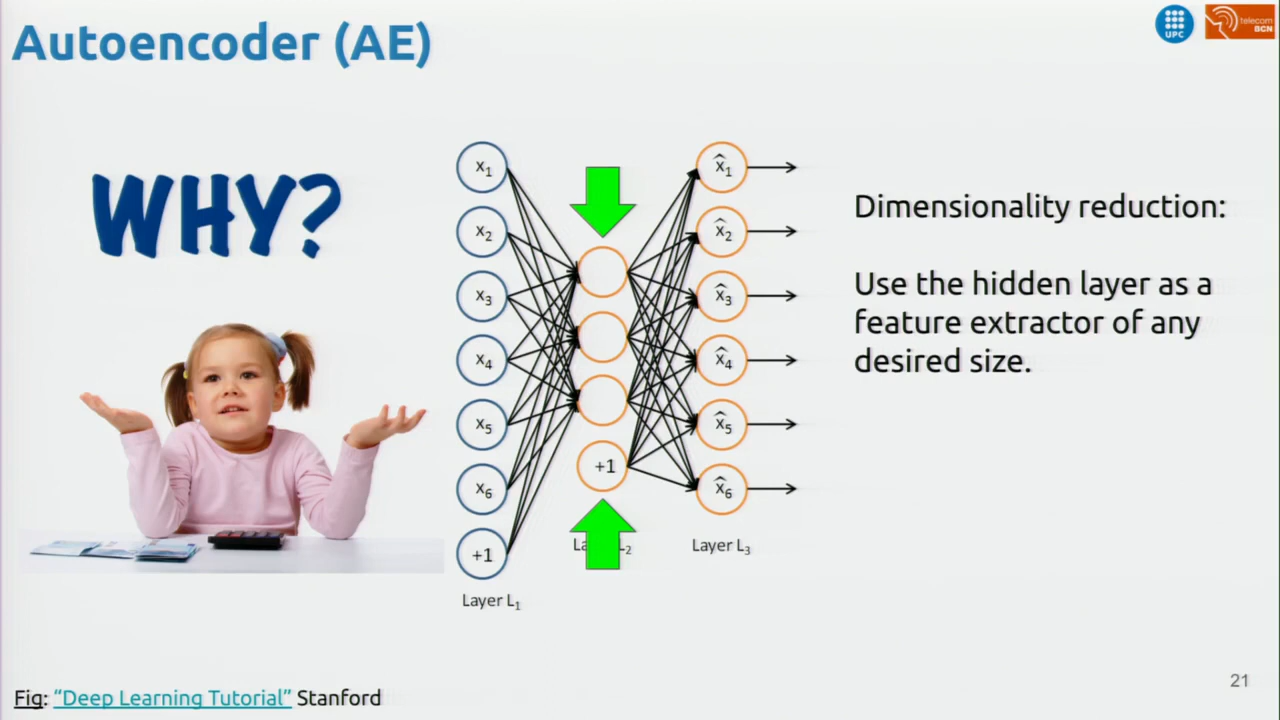 Autoencoder (AE)
UPC
telecom
BCN
WHY?
x1
x2
x3
x4
x5
x6
+1
Layer L1
+1
x̂1
x̂2
x̂3
x̂4
x̂5
x̂6
Layer L3
Dimensionality reduction:
Use the hidden layer as a
feature extractor of any
desired size.
Fig: “Deep Learning Tutorial” Stanford
21